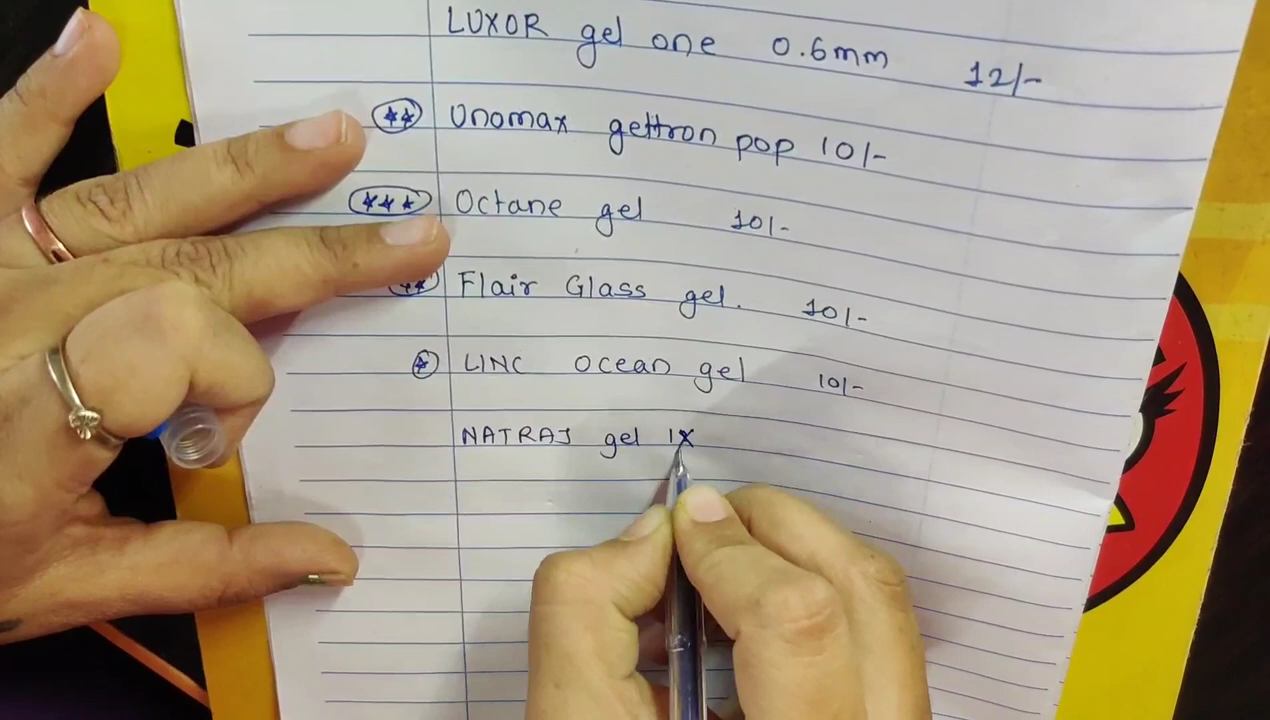 LUXOR gel one 0.6mm 12/-
Unomax geltron pop 10/-
Octane gel 10/-
Flair Glass gel. 10/-
LINC ocean gel 10/-
NATRAJ gel 1X